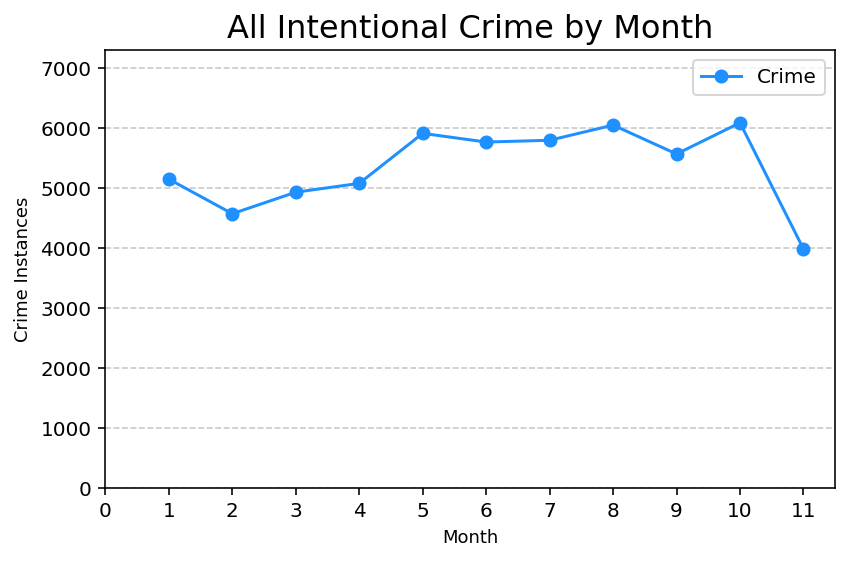 All Intentional Crime by Month
Crime
7000
6000
5000
4000
3000
2000
1000
0
Crime Instances
0 1 2 3 4 5 6 7 8 9 10 11
Month